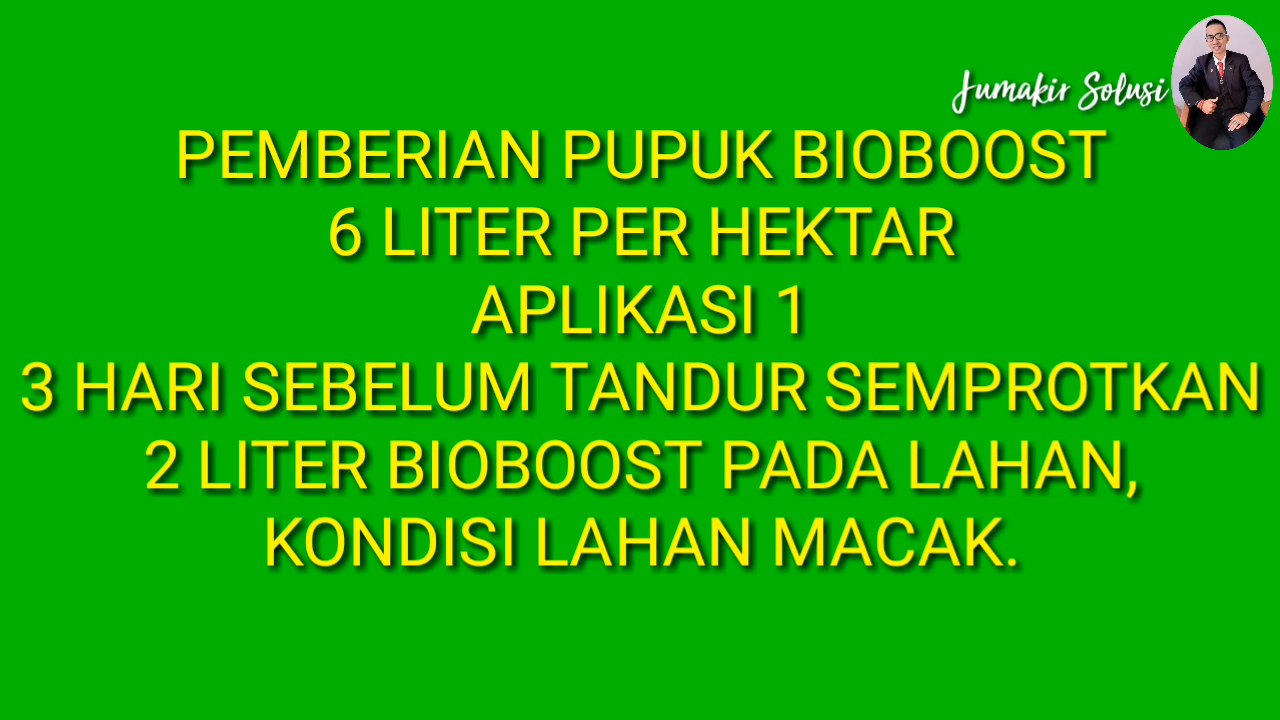 Jumakir Solusi
PEMBERIAN PUPUK BIOBOOST
6 LITER PER HEKTAR
APLIKASI 1
3 HARI SEBELUM TANDUR SEMPROTKAN
2 LITER BIOBOOST PADA LAHAN,
KONDISI LAHAN MACAK.